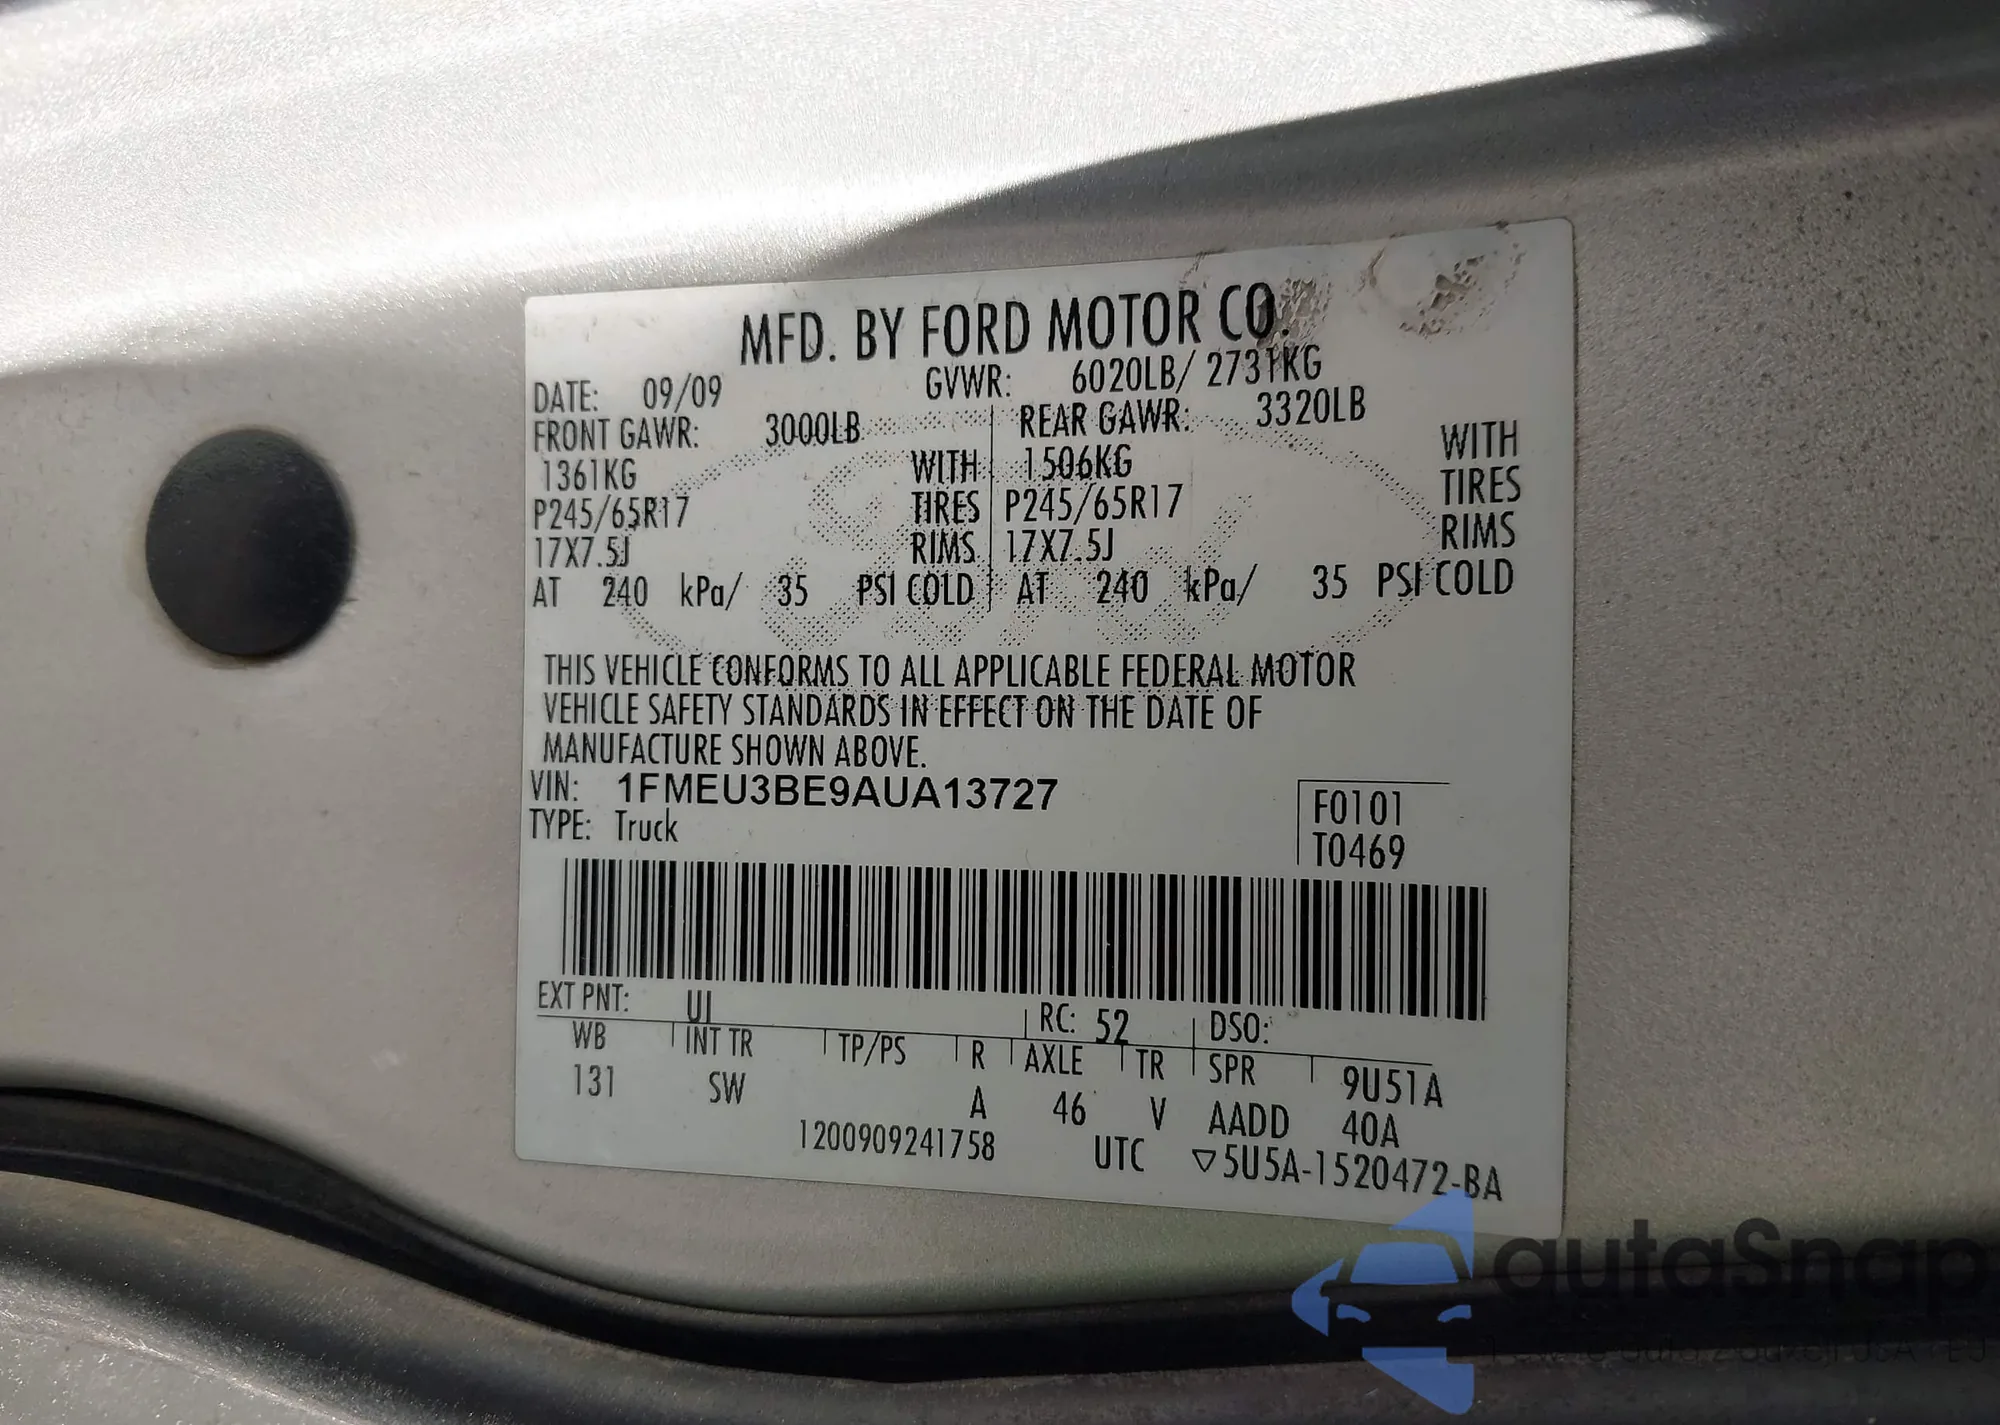 MFD. BY FORD MOTOR CO.
DATE: 09/09 GVWR: 6020LB/ 2731KG
FRONT GAWR: 3000LB REAR GAWR: 3320LB
1361KG WITH 1506KG WITH
P245/65R17 TIRES P245/65R17 TIRES
17X7.5J RIMS 17X7.5J RIMS
AT 240 kPa/ 35 PSI COLD AT 240 kPa/ 35 PSI COLD
THIS VEHICLE CONFORMS TO ALL APPLICABLE FEDERAL MOTOR
VEHICLE SAFETY STANDARDS IN EFFECT ON THE DATE OF
MANUFACTURE SHOWN ABOVE.
VIN: 1FMEU3BE9AUA13727
TYPE: Truck
F0101
T0469
EXT PNT: UJ RC: 52 DSO:
WB INT TR TP/PS R AXLE TR SPR 9U51A
131 SW A 46 V AADD 40A
1200909241758 UTC ▽5U5A-1520472-BA
autaSnap